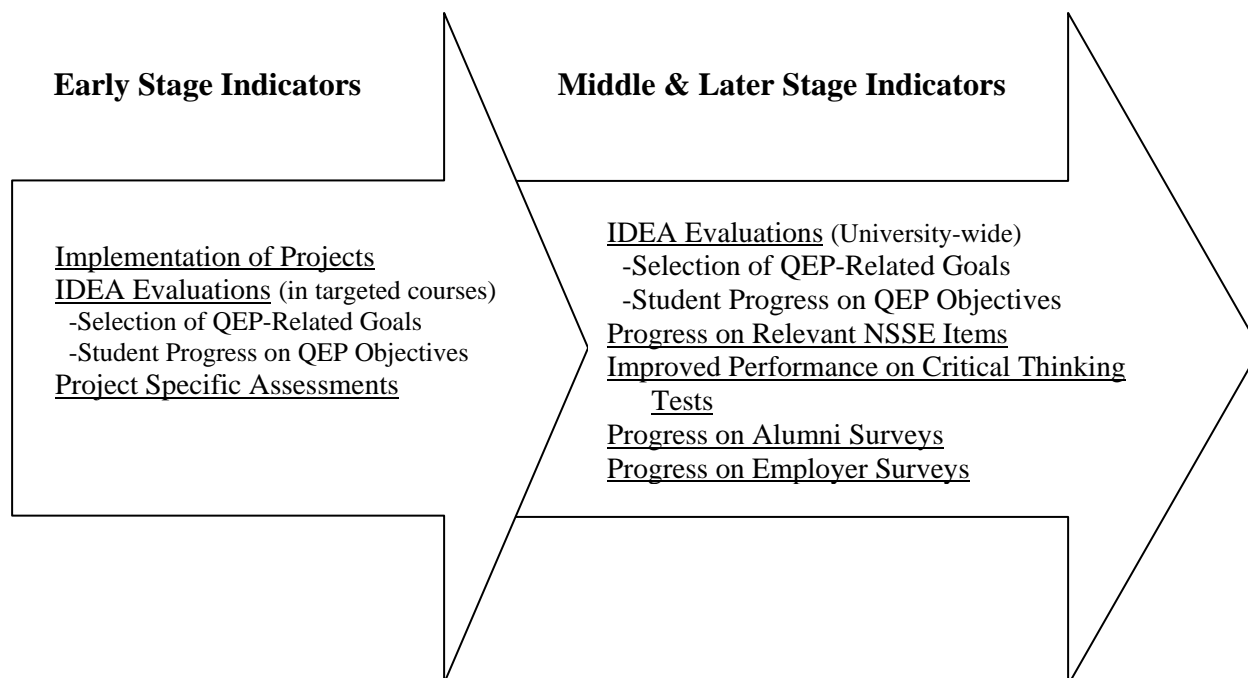 Early Stage Indicators
Implementation of Projects
IDEA Evaluations (in targeted courses)
-Selection of QEP-Related Goals
-Student Progress on QEP Objectives
Project Specific Assessments
Middle & Later Stage Indicators
IDEA Evaluations (University-wide)
-Selection of QEP-Related Goals
-Student Progress on QEP Objectives
Progress on Relevant NSSE Items
Improved Performance on Critical Thinking
Tests
Progress on Alumni Surveys
Progress on Employer Surveys